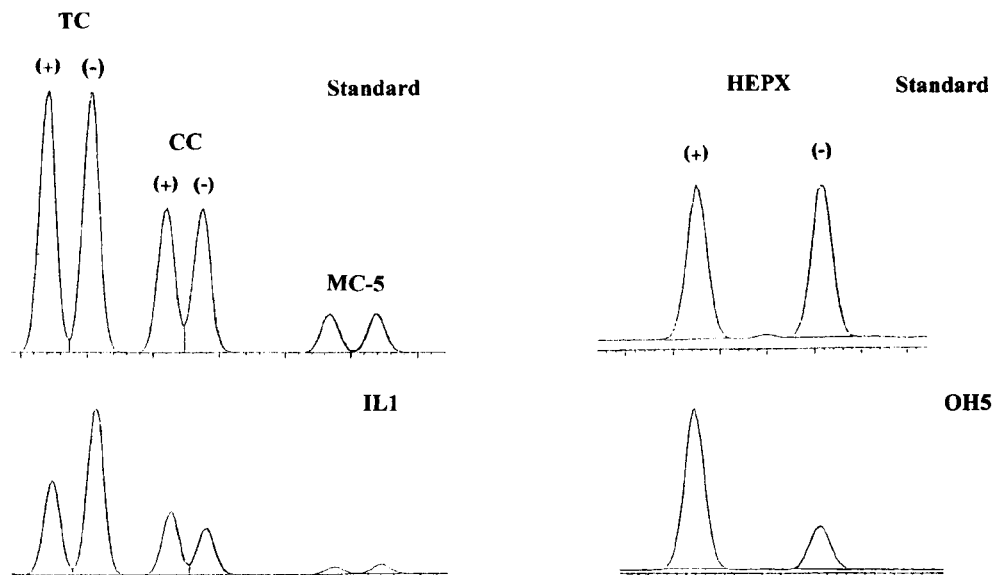 TC
(+) (-)
Standard
CC
(+) (-)
MC-5
HEPX
Standard
(+) (-)
IL1
OH5